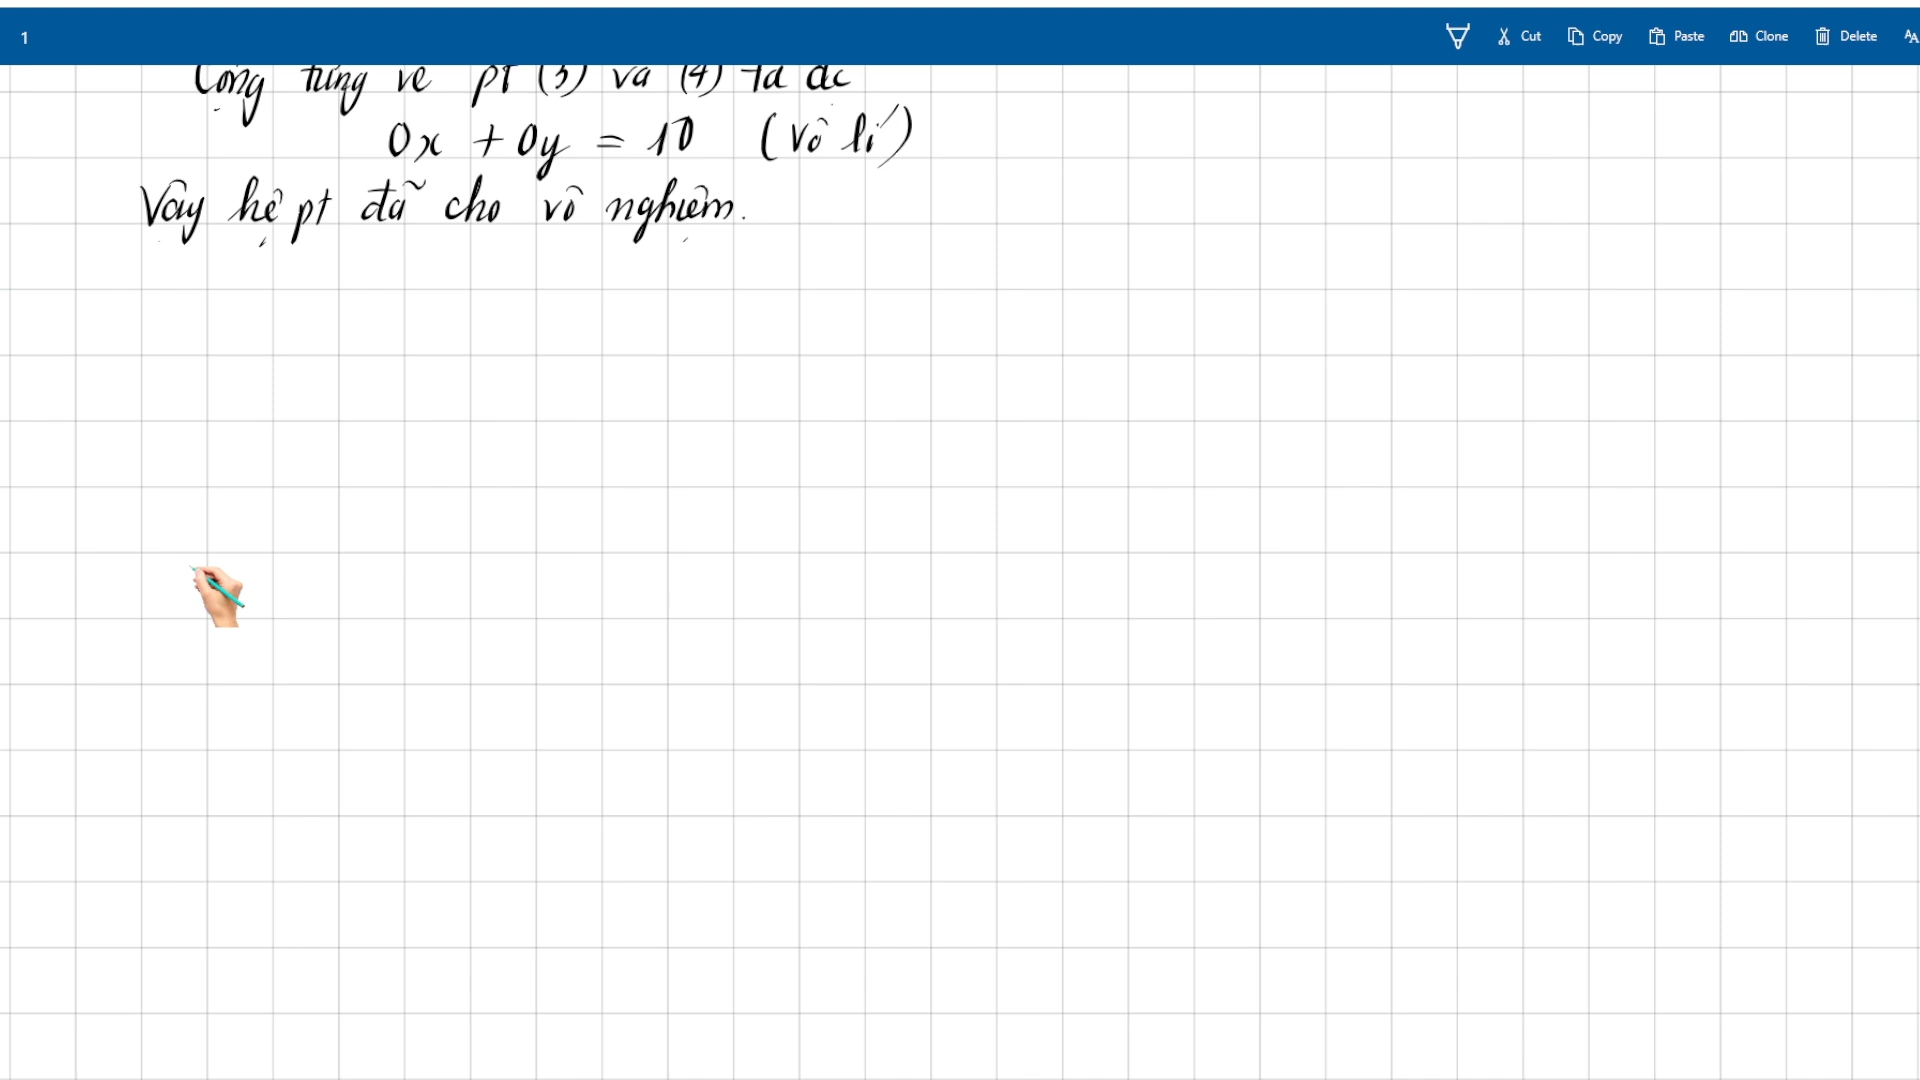 1 Cut Copy Paste Clone Delete
Cộng từng vế pt (3) và (4) ta đc
0x + 0y = 10 (vô lí)
Vậy hệ pt đã cho vô nghiệm.